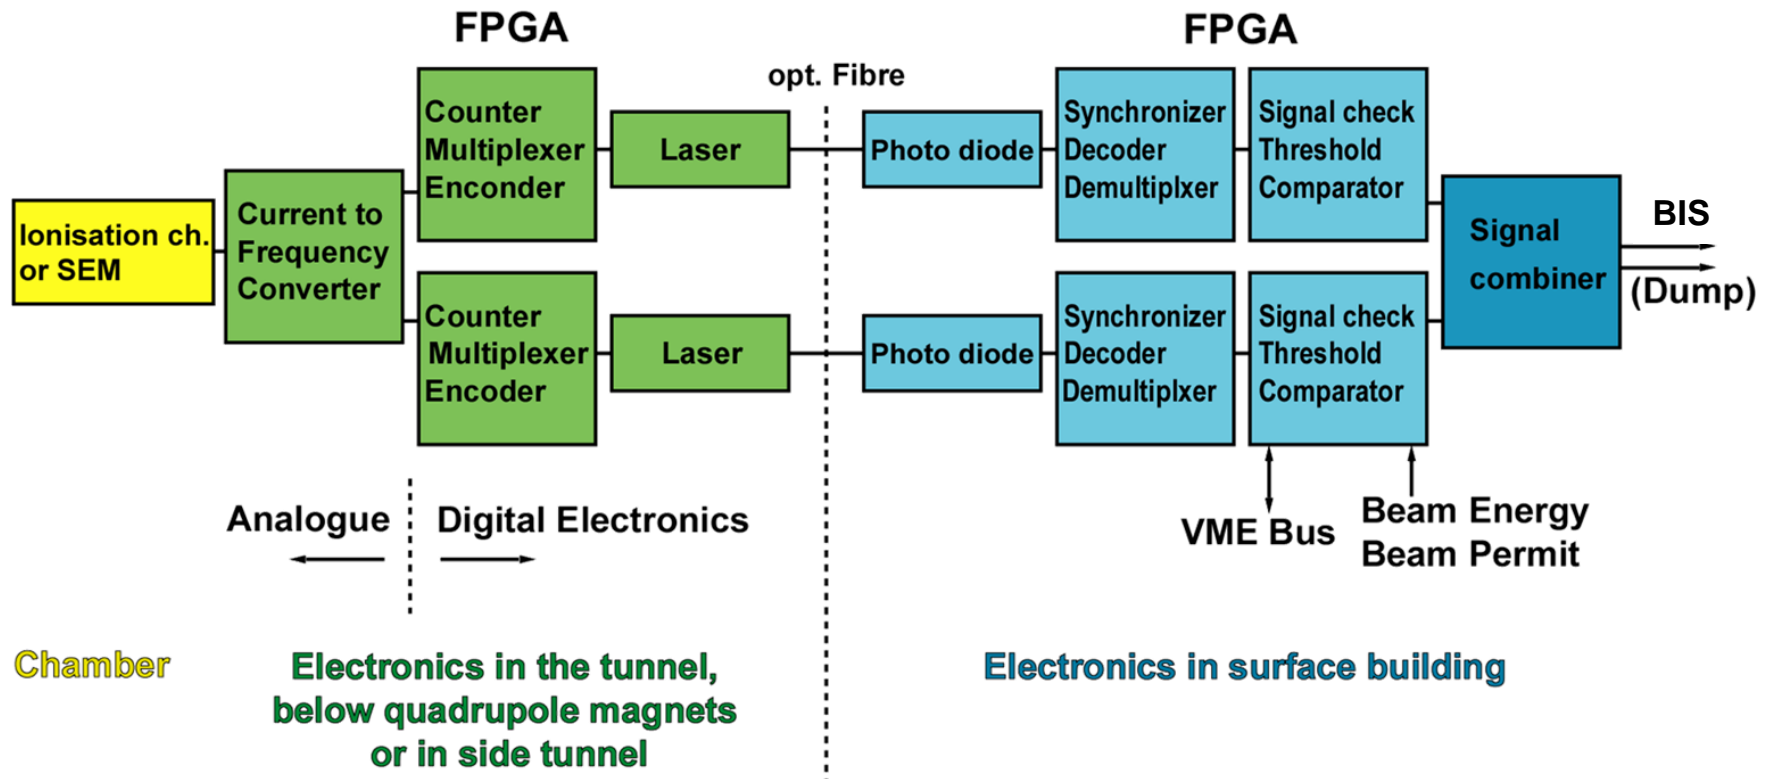 FPGA
FPGA
opt. Fibre
Counter
Multiplexer
Enconder
Laser
Photo diode
Synchronizer
Decoder
Demultiplxer
Signal check
Threshold
Comparator
Ionisation ch.
or SEM
Current to
Frequency
Converter
Signal
combiner
BIS
(Dump)
Counter
Multiplexer
Encoder
Laser
Photo diode
Synchronizer
Decoder
Demultiplxer
Signal check
Threshold
Comparator
Analogue
Digital Electronics
VME Bus
Beam Energy
Beam Permit
Chamber
Electronics in the tunnel,
below quadrupole magnets
or in side tunnel
Electronics in surface building